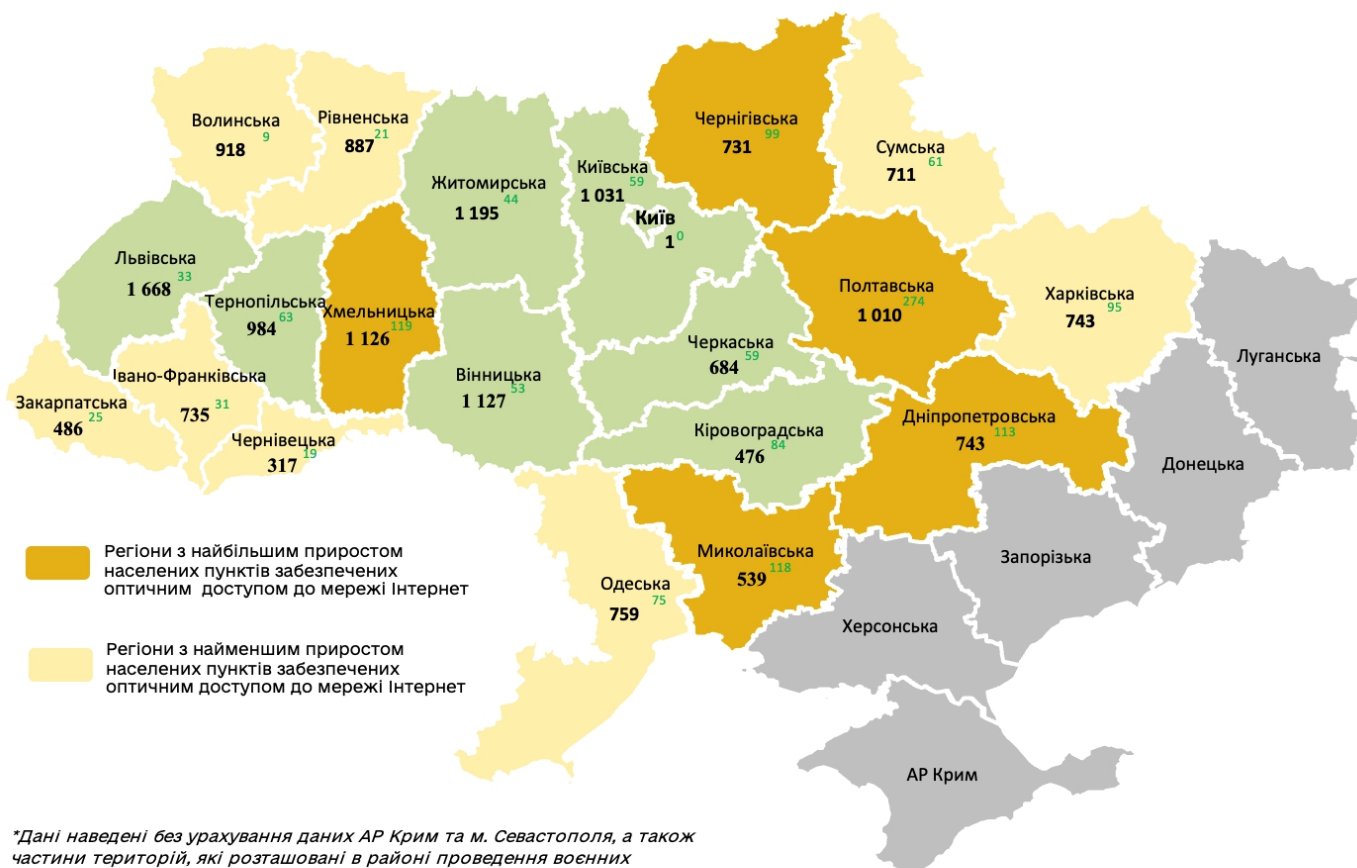 Волинська
9
918
Рівненська
21
887
Житомирська
44
1 195
Київська
59
1 031
Київ
0
1
Чернігівська
99
731
Сумська
61
711
Львівська
33
1 668
Тернопільська
63
984
Хмельницька
119
1 126
Вінницька
53
1 127
Черкаська
59
684
Полтавська
274
1 010
Харківська
95
743
Луганська
Закарпатська
25
486
Івано-Франківська
31
735
Чернівецька
19
317
Кіровоградська
84
476
Дніпропетровська
113
743
Донецька
Одеська
75
759
Миколаївська
118
539
Запорізька
Херсонська
АР Крим
Регіони з найбільшим приростом
населених пунктів забезпечених
оптичним доступом до мережі Інтернет
Регіони з найменшим приростом
населених пунктів забезпечених
оптичним доступом до мережі Інтернет
*Дані наведені без урахування даних АР Крим та м. Севастополя, а також
частини територій, які розташовані в районі проведення воєнних